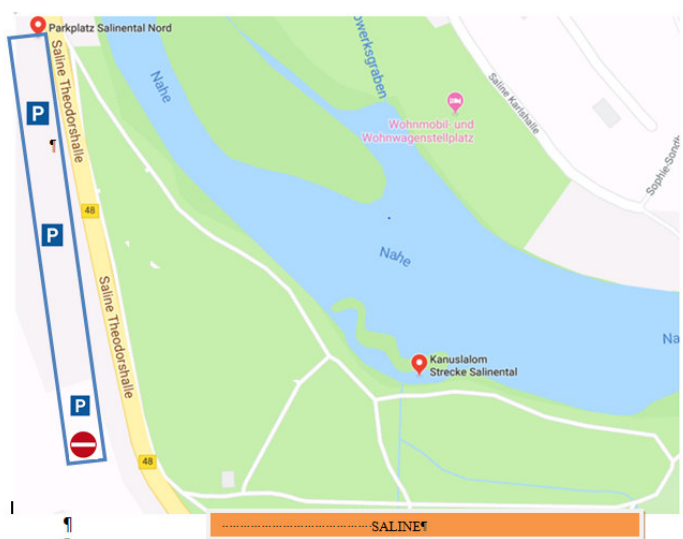 Parkplatz Salinental Nord
Saline Theodorshalle
Nahe
Wohnmobil- und
Wohnwagenstellplatz
Saline Karlshalle
P
¶
48
P
Nahe
Saline Theodorshalle
Kanuslalom
Strecke Salinental
P
48
¶
SALINE¶